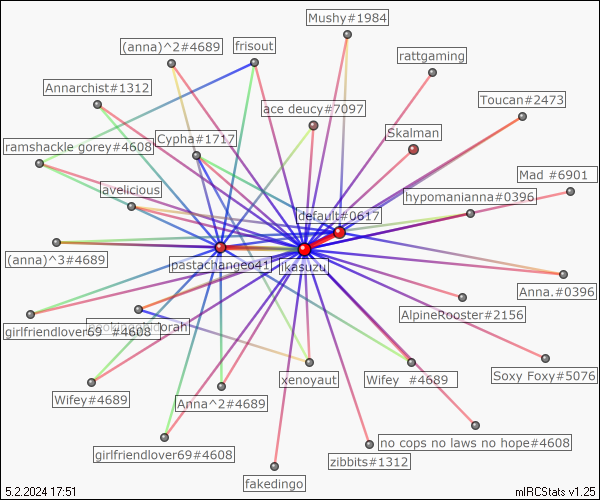 Mushy#1984
(anna)^2#4689
frisout
rattgaming
Annarchist#1312
Toucan#2473
ace deucy#7097
Cypha#1717
Skalman
ramshackle gorey#4608
Mad #6901
avelicious
hypomanianna#0396
default#0617
(anna)^3#4689
pastachangeo41
jikasuzu
Anna.#0396
AlpineRooster#2156
girlfriendlover69 #4608
orah
xenoyaut
Wifey #4689
Soxy Foxy#5076
Wifey#4689
Anna^2#4689
no cops no laws no hope#4608
girlfriendlover69#4608
zibbits#1312
fakedingo
5.2.2024 17:51
mIRCStats v1.25